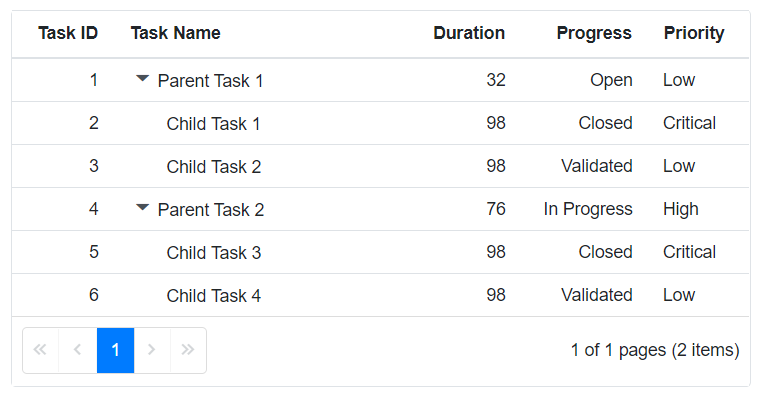 Task ID Task Name Duration Progress Priority
1 Parent Task 1 32 Open Low
2 Child Task 1 98 Closed Critical
3 Child Task 2 98 Validated Low
4 Parent Task 2 76 In Progress High
5 Child Task 3 98 Closed Critical
6 Child Task 4 98 Validated Low
1 1 of 1 pages (2 items)